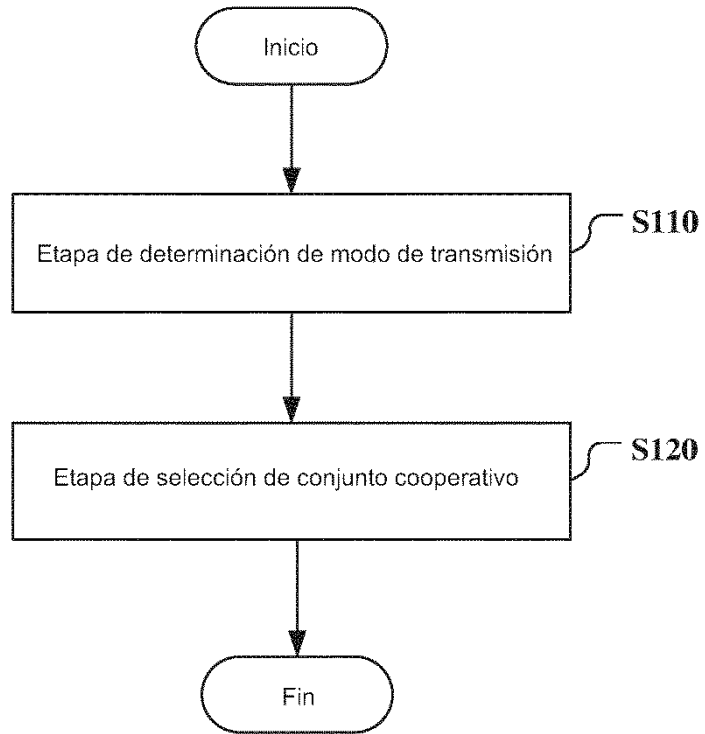 Inicio
Etapa de determinación de modo de transmisión
S110
Etapa de selección de conjunto cooperativo
S120
Fin